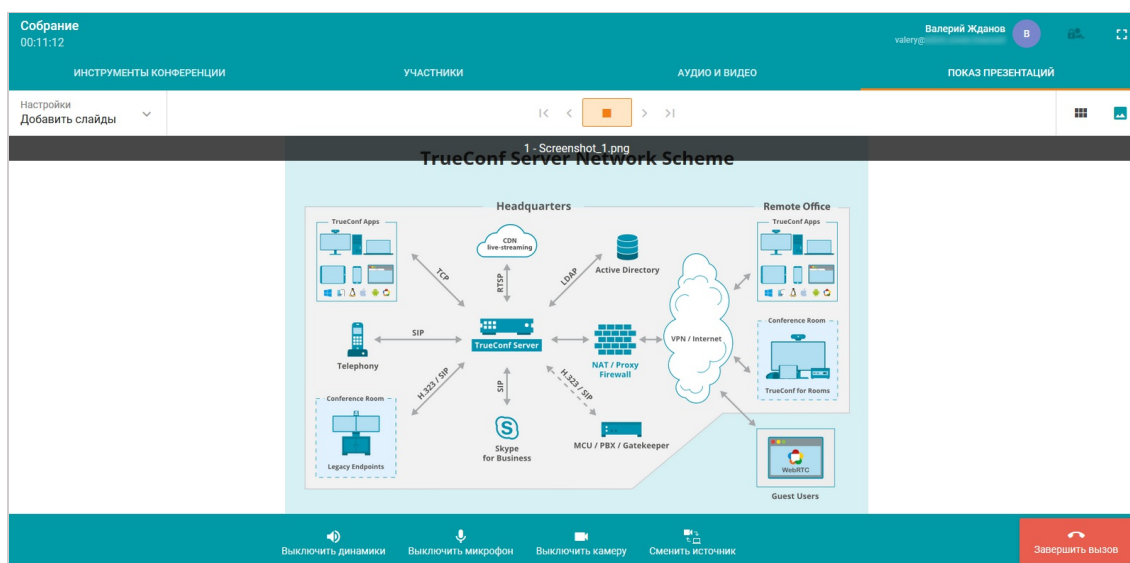 Собрание
00:11:12
Валерий Жданов
valery@
В
ИНСТРУМЕНТЫ КОНФЕРЕНЦИИ
УЧАСТНИКИ
АУДИО И ВИДЕО
ПОКАЗ ПРЕЗЕНТАЦИЙ
Настройки
Добавить слайды
1 - Screenshot_1.png
TrueConf Server Network Scheme
Headquarters
Remote Office
TrueConf Apps
CDN
live-streaming
Active Directory
TrueConf Apps
TCP
RTSP
LDAP
Telephony
SIP
TrueConf Server
NAT / Proxy
Firewall
VPN / Internet
Conference Room
TrueConf for Rooms
Conference Room
Legacy Endpoints
H.323 / SIP
SIP
H.323 / SIP
Skype
for Business
MCU / PBX / Gatekeeper
WebRTC
Guest Users
Выключить динамики
Выключить микрофон
Выключить камеру
Сменить источник
Завершить вызов